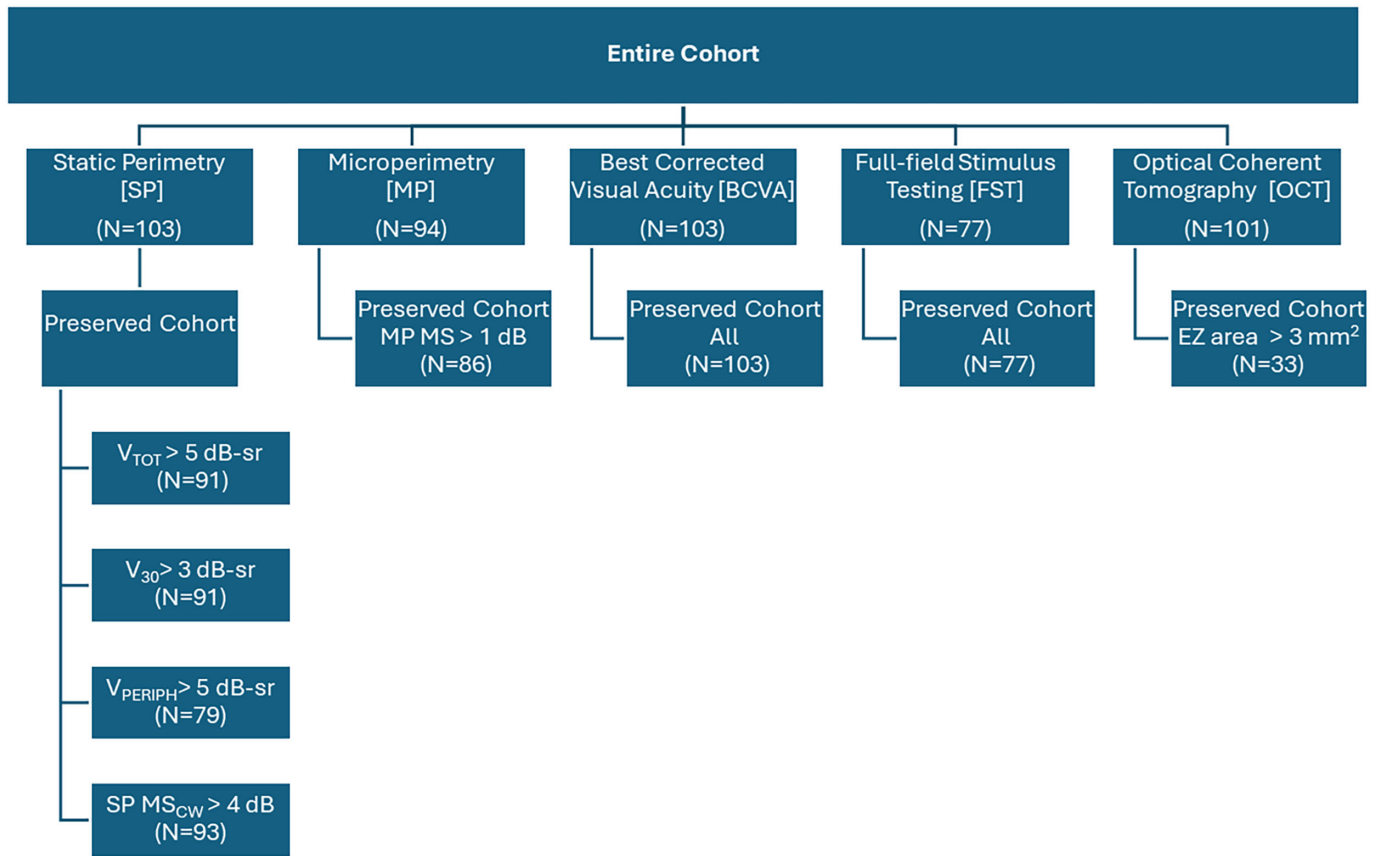 Entire Cohort
Static Perimetry
[SP]
(N=103)
Microperimetry
[MP]
(N=94)
Best Corrected
Visual Acuity [BCVA]
(N=103)
Full-field Stimulus
Testing [FST]
(N=77)
Optical Coherent
Tomography [OCT]
(N=101)
Preserved Cohort
Preserved Cohort
MP MS > 1 dB
(N=86)
Preserved Cohort
All
(N=103)
Preserved Cohort
All
(N=77)
Preserved Cohort
EZ area > 3 mm²
(N=33)
V_TOT > 5 dB-sr
(N=91)
V₃₀> 3 dB-sr
(N=91)
V_PERIPH> 5 dB-sr
(N=79)
SP MS_CW > 4 dB
(N=93)